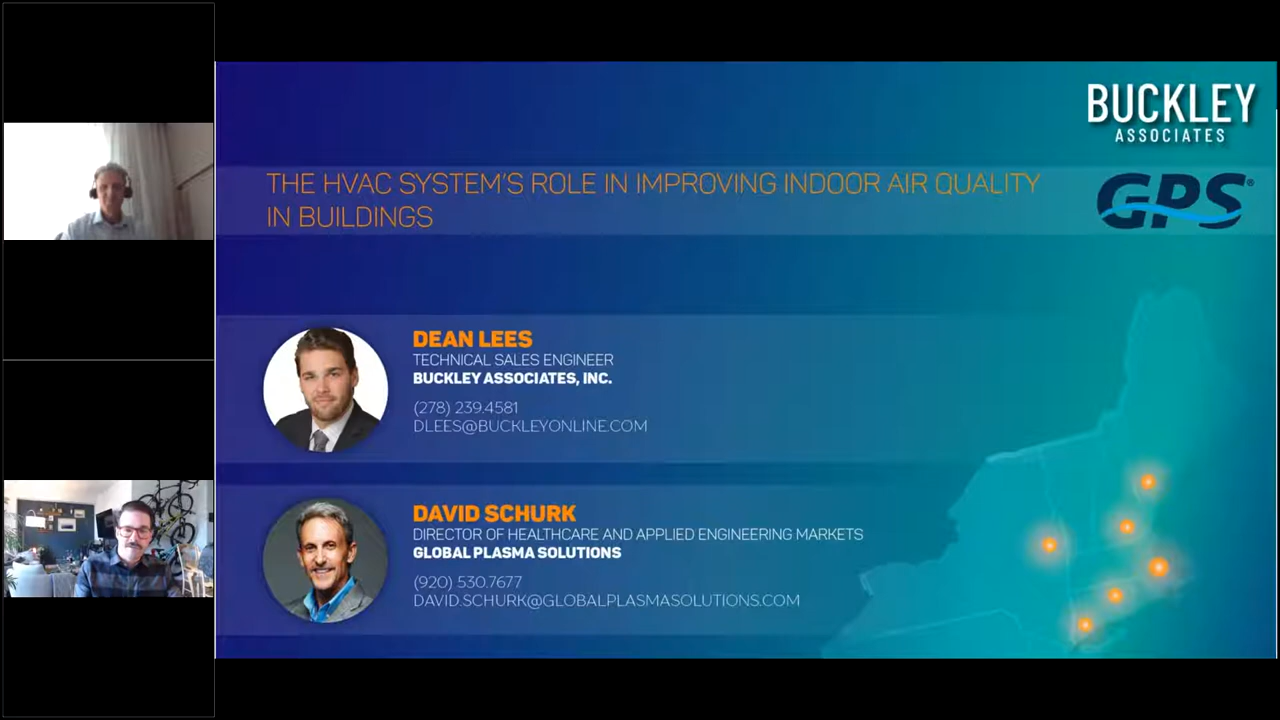 BUCKLEY
ASSOCIATES
THE HVAC SYSTEM'S ROLE IN IMPROVING INDOOR AIR QUALITY
IN BUILDINGS
GPS®
DEAN LEES
TECHNICAL SALES ENGINEER
BUCKLEY ASSOCIATES, INC.
(278) 239.4581
DLEES@BUCKLEYONLINE.COM
DAVID SCHURK
DIRECTOR OF HEALTHCARE AND APPLIED ENGINEERING MARKETS
GLOBAL PLASMA SOLUTIONS
(920) 530.7677
DAVID.SCHURK@GLOBALPLASMASOLUTIONS.COM